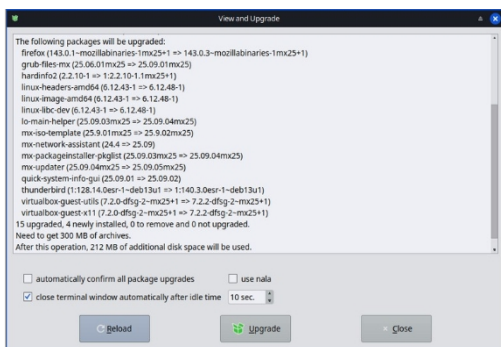 View and Upgrade
The following packages will be upgraded:
firefox (143.0.1~mozillabinaries-1mx25+1 => 143.0.3~mozillabinaries-1mx25+1)
grub-files-mx (25.06.01mx25 => 25.09.01mx25)
hardinfo2 (2.2.10-1 => 1:2.2.10-1.1mx25+1)
linux-headers-amd64 (6.12.43-1 => 6.12.48-1)
linux-image-amd64 (6.12.43-1 => 6.12.48-1)
linux-libc-dev (6.12.43-1 => 6.12.48-1)
lo-main-helper (25.09.03mx25 => 25.09.04mx25)
mx-iso-template (25.9.01mx25 => 25.9.02mx25)
mx-network-assistant (24.4 => 25.09)
mx-packageinstaller-pkglist (25.09.03mx25 => 25.09.04mx25)
mx-updater (25.09.04mx25 => 25.09.05mx25)
quick-system-info-gui (25.09.01 => 25.09.02)
thunderbird (1:128.14.0esr-1~deb13u1 => 1:140.3.0esr-1~deb13u1)
virtualbox-guest-utils (7.2.0-dfsg-2~mx25+1 => 7.2.2-dfsg-2~mx25+1)
virtualbox-guest-x11 (7.2.0-dfsg-2~mx25+1 => 7.2.2-dfsg-2~mx25+1)
15 upgraded, 4 newly installed, 0 to remove and 0 not upgraded.
Need to get 300 MB of archives.
After this operation, 212 MB of additional disk space will be used.
automatically confirm all package upgrades use nala
close terminal window automatically after idle time 10 sec.
Reload Upgrade Close